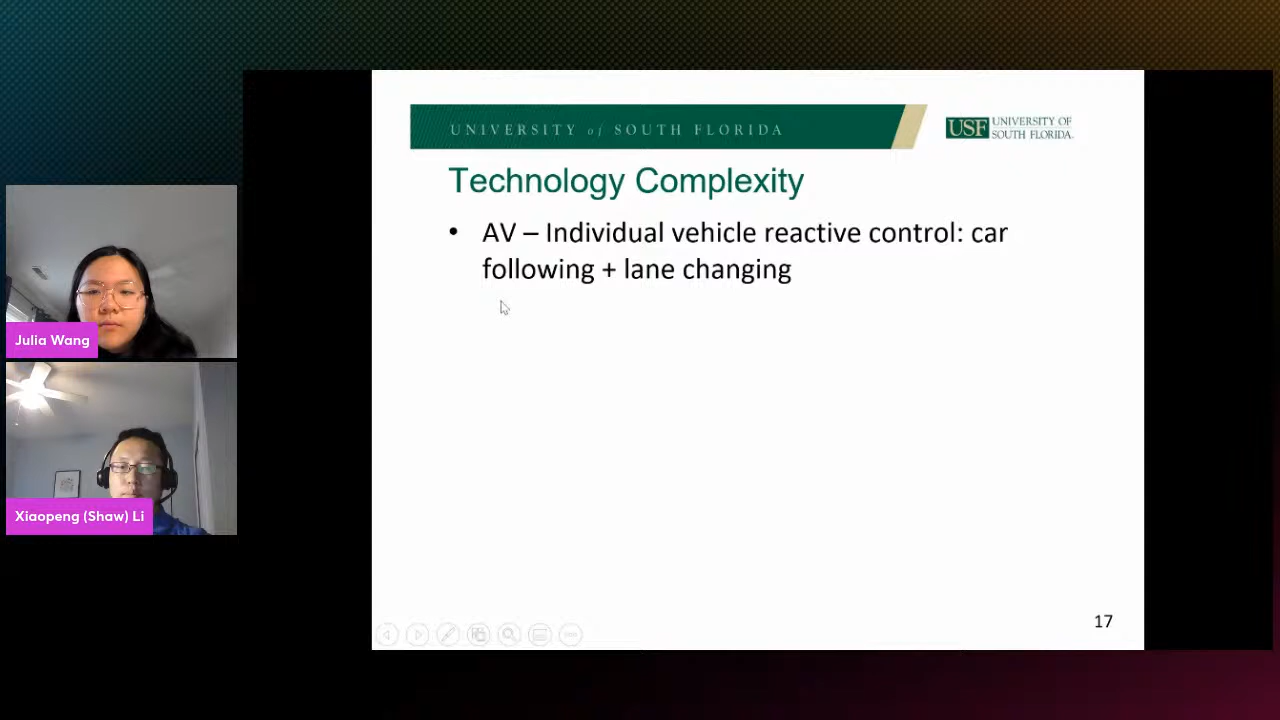 UNIVERSITY of SOUTH FLORIDA
USF UNIVERSITY OF
SOUTH FLORIDA
Technology Complexity
• AV – Individual vehicle reactive control: car
following + lane changing
Julia Wang
Xiaopeng (Shaw) Li
17